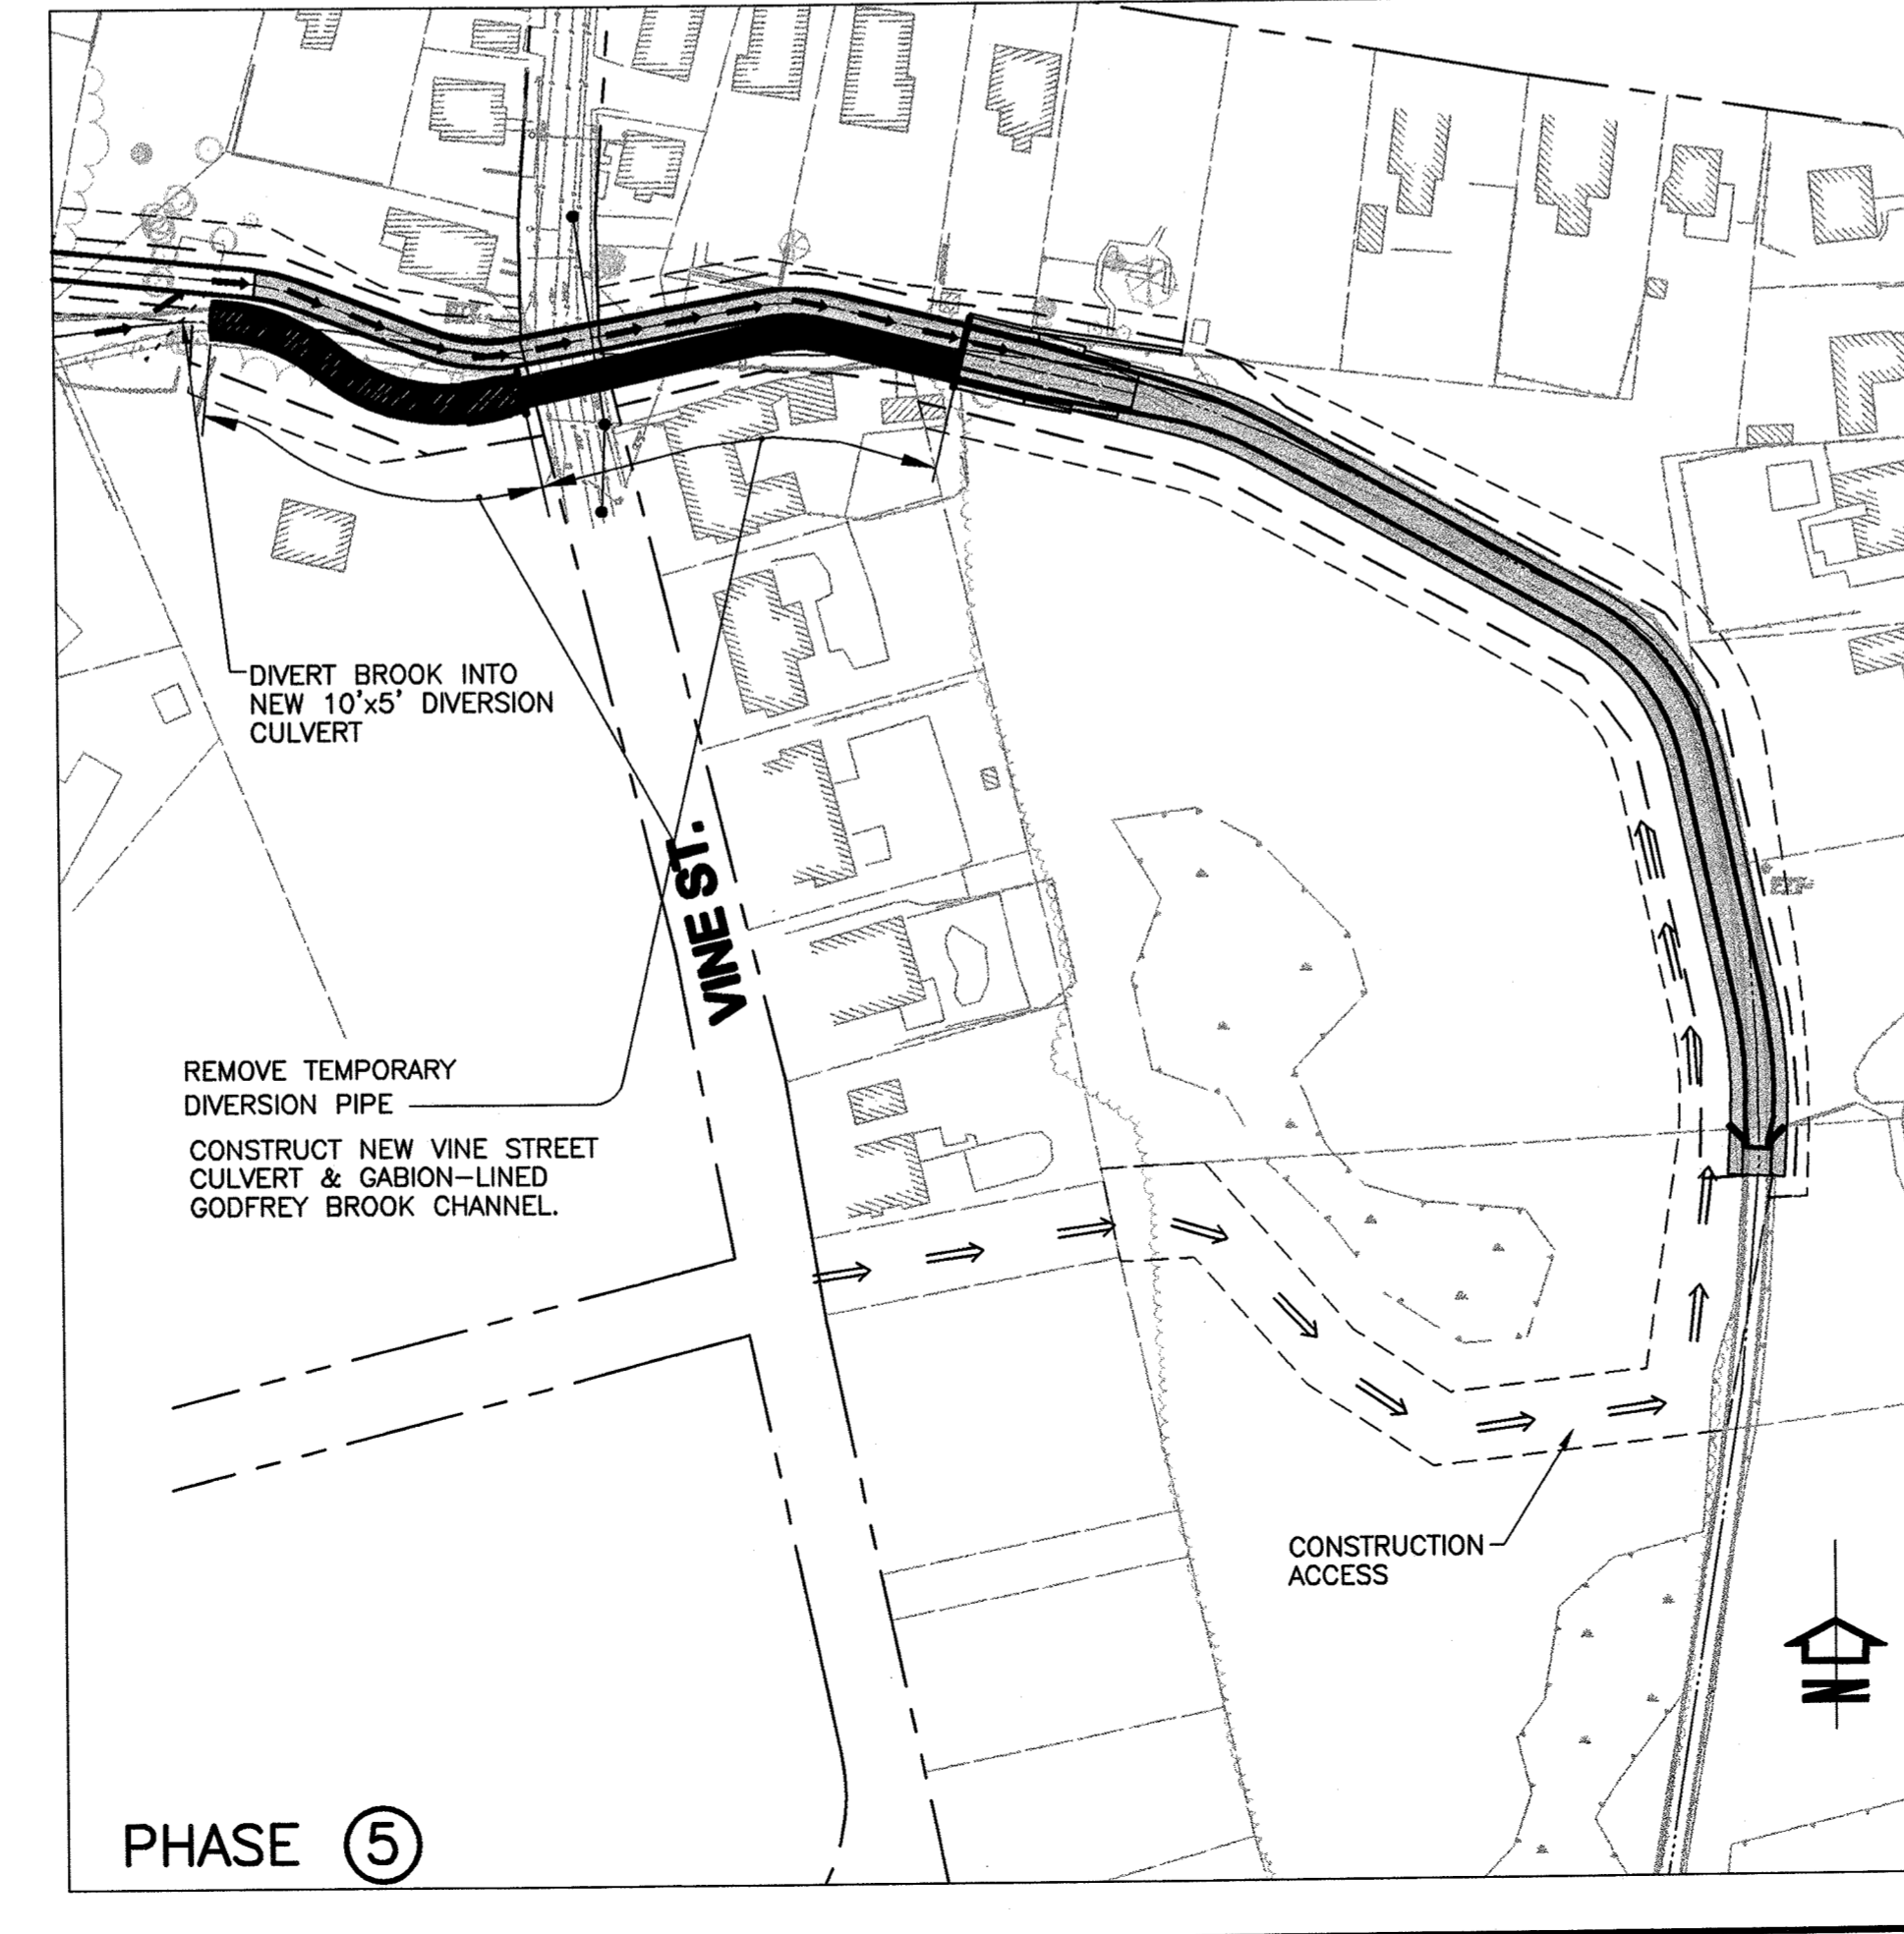 DIVERT BROOK INTO
NEW 10'x5' DIVERSION
CULVERT
VINE ST.
REMOVE TEMPORARY
DIVERSION PIPE
CONSTRUCT NEW VINE STREET
CULVERT & GABION-LINED
GODFREY BROOK CHANNEL.
CONSTRUCTION
ACCESS
N
PHASE 5